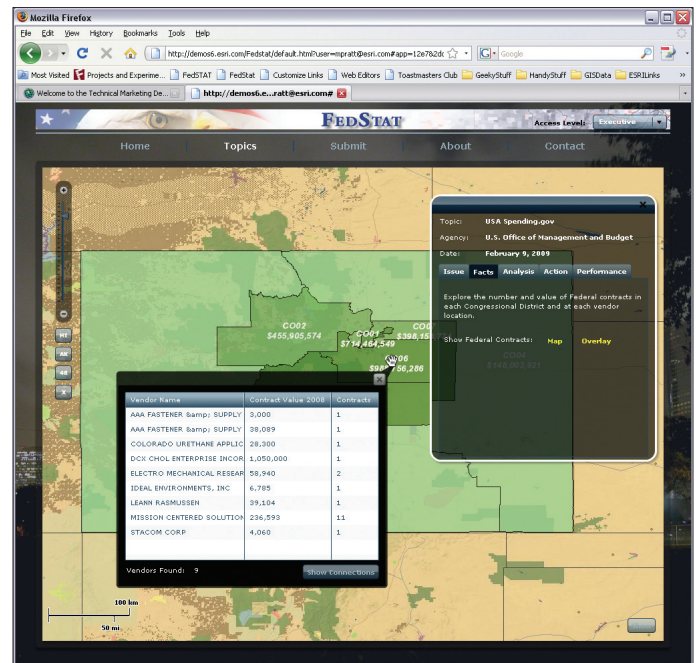 Mozilla Firefox
File Edit View History Bookmarks Tools Help
http://demos6.esri.com/Fedstat/default.html?user=mpratt@esri.com#app=12e782dc
Google
Most Visited Projects and Experime... FedSTAT FedStat Customize Links Web Editors Toastmasters Club GeekyStuff HandyStuff GISData ESRILinks »
Welcome to the Technical Marketing De... http://demos6.e...ratt@esri.com#
FEDSTAT
Access Level: Executive
Home Topics Submit About Contact
Topic: USA Spending.gov
Agency: U.S. Office of Management and Budget
Date: February 9, 2009
Issue Facts Analysis Action Performance
Explore the number and value of Federal contracts in
each Congressional District and at each vendor
location.
Show Federal Contracts: Map Overlay
HI
AK
48
CO02
$455,905,574
CO01
$714,464,549
CO04
Vendor Name Contract Value 2008 Contracts
AAA FASTENER &amp; SUPPLY 3,000 1
AAA FASTENER &amp; SUPPLY 38,089 1
COLORADO URETHANE APPLIC 28,300 1
DCX CHOL ENTERPRISE INCOR 1,050,000 1
ELECTRO MECHANICAL RESEAR 58,940 2
IDEAL ENVIRONMENTS, INC 6,785 1
LEANN RASMUSSEN 39,104 1
MISSION CENTERED SOLUTION 236,593 11
STACOM CORP 4,060 1
Vendors Found: 9 Show Connections
100 km
50 mi